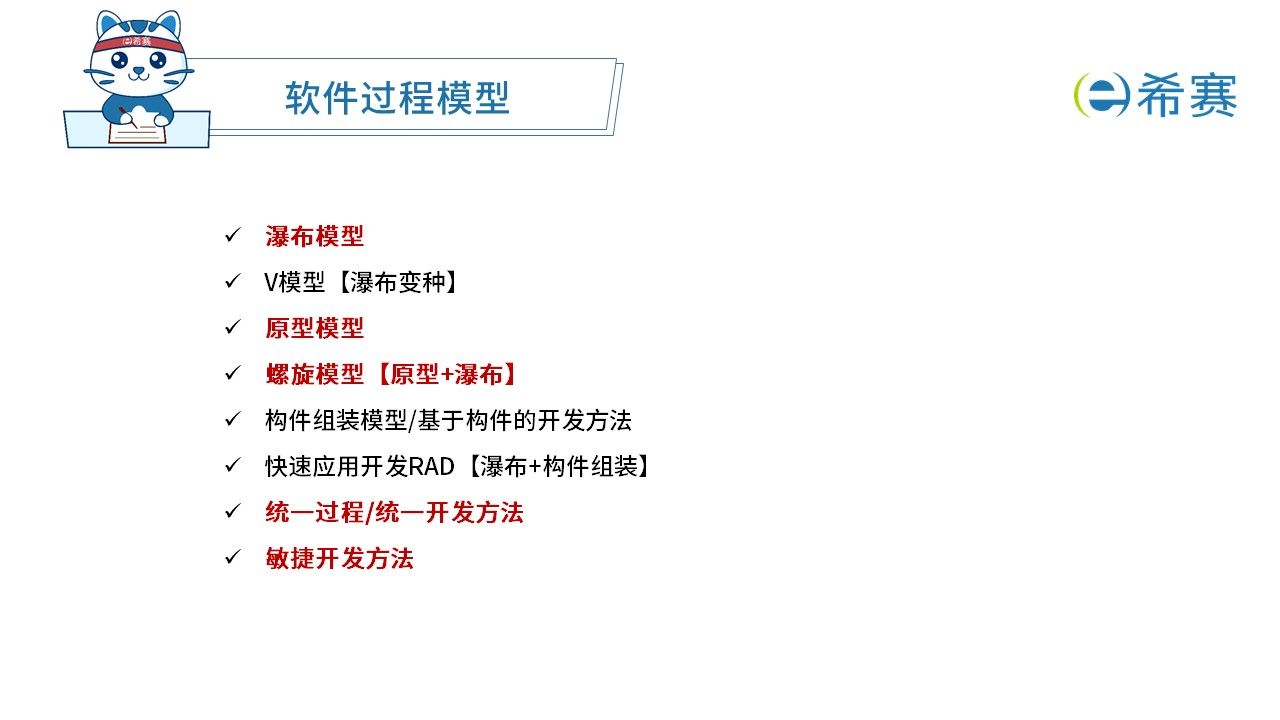 希赛
软件过程模型
希赛
瀑布模型
V模型【瀑布变种】
原型模型
螺旋模型【原型+瀑布】
构件组装模型/基于构件的开发方法
快速应用开发RAD【瀑布+构件组装】
统一过程/统一开发方法
敏捷开发方法